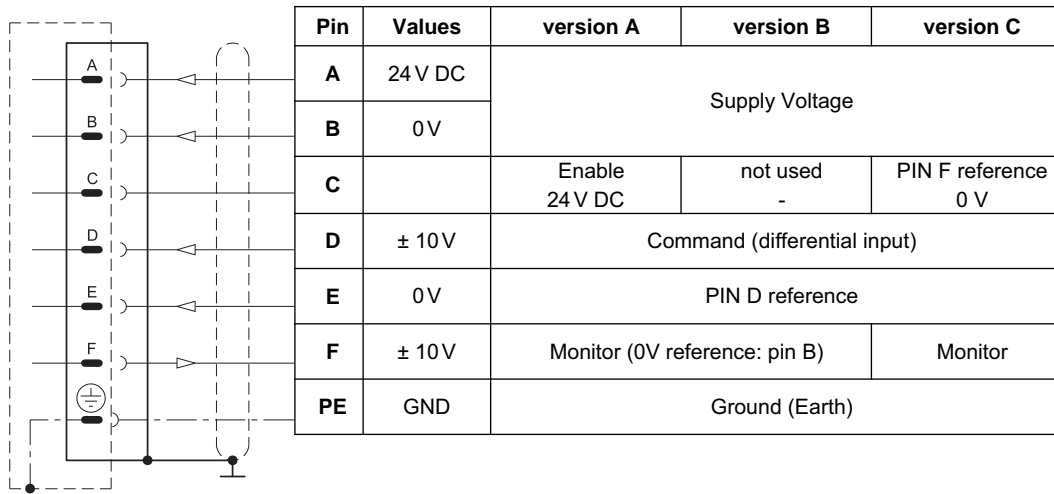 Pin Values version A version B version C
A A 24 V DC
Supply Voltage
B B 0 V
C C Enable not used PIN F reference
24 V DC - 0 V
D D ± 10 V Command (differential input)
E E 0 V PIN D reference
F F ± 10 V Monitor (0V reference: pin B) Monitor
PE GND Ground (Earth)